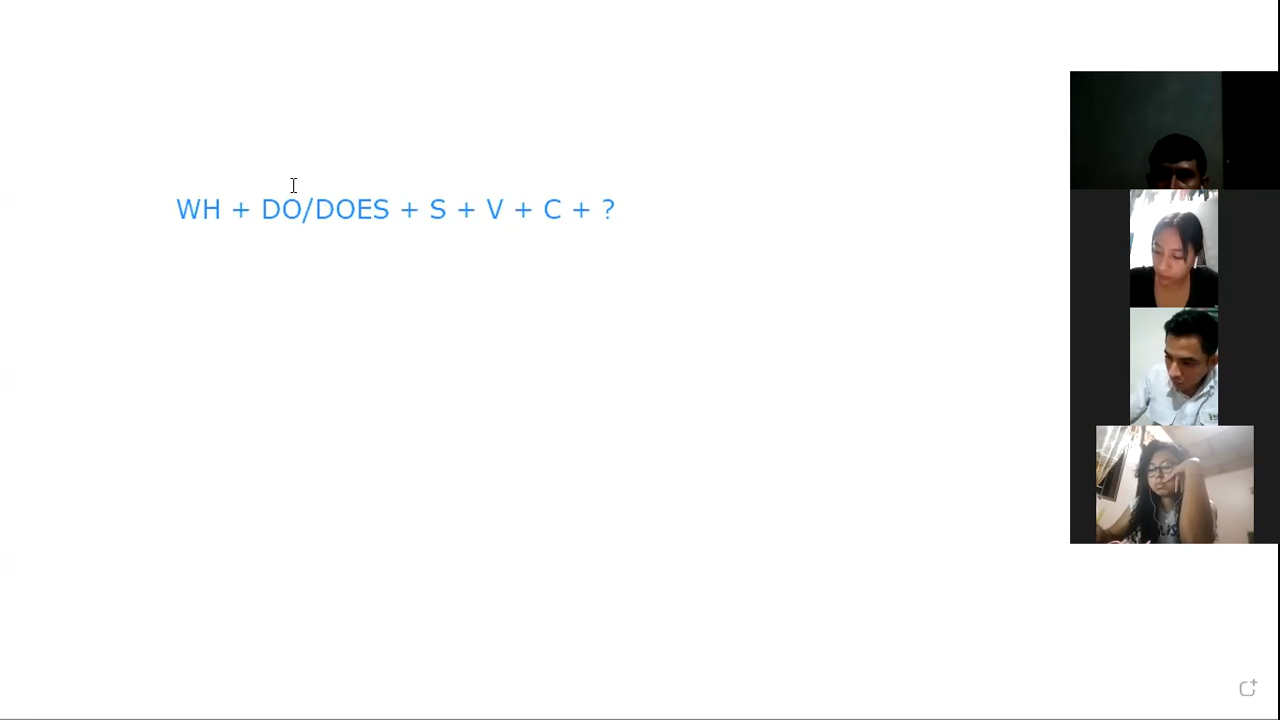 WH + DO/DOES + S + V + C + ?